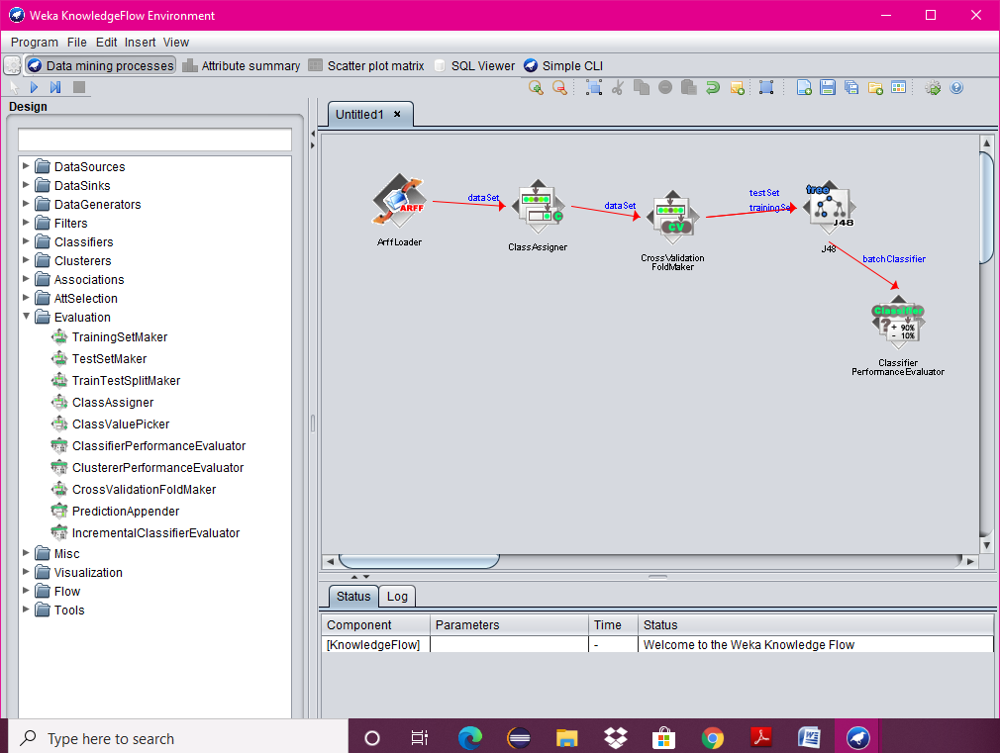 Weka KnowledgeFlow Environment
Program File Edit Insert View
Data mining processes Attribute summary Scatter plot matrix SQL Viewer Simple CLI
Design
DataSources
DataSinks
DataGenerators
Filters
Classifiers
Clusterers
Associations
AttSelection
Evaluation
TrainingSetMaker
TestSetMaker
TrainTestSplitMaker
ClassAssigner
ClassValuePicker
ClassifierPerformanceEvaluator
ClustererPerformanceEvaluator
CrossValidationFoldMaker
PredictionAppender
IncrementalClassifierEvaluator
Misc
Visualization
Flow
Tools
Untitled1
ARFF
ArffLoader
dataSet
C
ClassAssigner
dataSet
CV
CrossValidation
FoldMaker
testSet
trainingSe
tree
J48
J48
batchClassifier
Classifier
? + 90%
- 10%
Classifier
PerformanceEvaluator
Status Log
Component Parameters Time Status
[KnowledgeFlow] - Welcome to the Weka Knowledge Flow
Type here to search